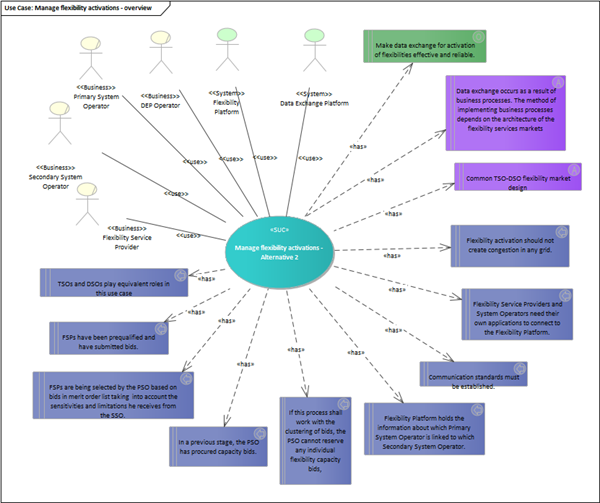 Use Case: Manage flexibility activations - overview
<<Business>>
Primary System
Operator
<<Business>>
DEP Operator
<<System>>
Flexibility
Platform
<<System>>
Data Exchange Platform
<<Business>>
Secondary System
Operator
<<Business>>
Flexibility Service
Provider
<<use>>
<<use>>
<<use>>
<<use>>
<<use>>
<<use>>
«SUC»
Manage flexibility activations -
Alternative 2
Make data exchange for activation
of flexibilities effective and reliable.
«has»
Data exchange occurs as a result of
business processes. The method of
implementing business processes
depends on the architecture of the
flexibility services markets
«has»
Common TSO-DSO flexibility market
design
«has»
Flexibility activation should not
create congestion in any grid.
«has»
Flexibility Service Providers and
System Operators need their
own applications to connect to
the Flexibility Platform.
«has»
Communication standards must
be established.
«has»
Flexibility Platform holds the
information about which Primary
System Operator is linked to which
Secondary System Operator.
«has»
If this process shall
work with the
clustering of bids, the
PSO cannot reserve
any individual
flexibility capacity
bids,
«has»
In a previous stage, the PSO
has procured capacity bids.
«has»
FSPs are being selected by the PSO based on
bids in merit order list taking into account the
sensitivities and limitations he receives from
the SSO.
«has»
FSPs have been prequalified and
have submitted bids.
«has»
TSOs and DSOs play equivalent roles in
this use case
«has»